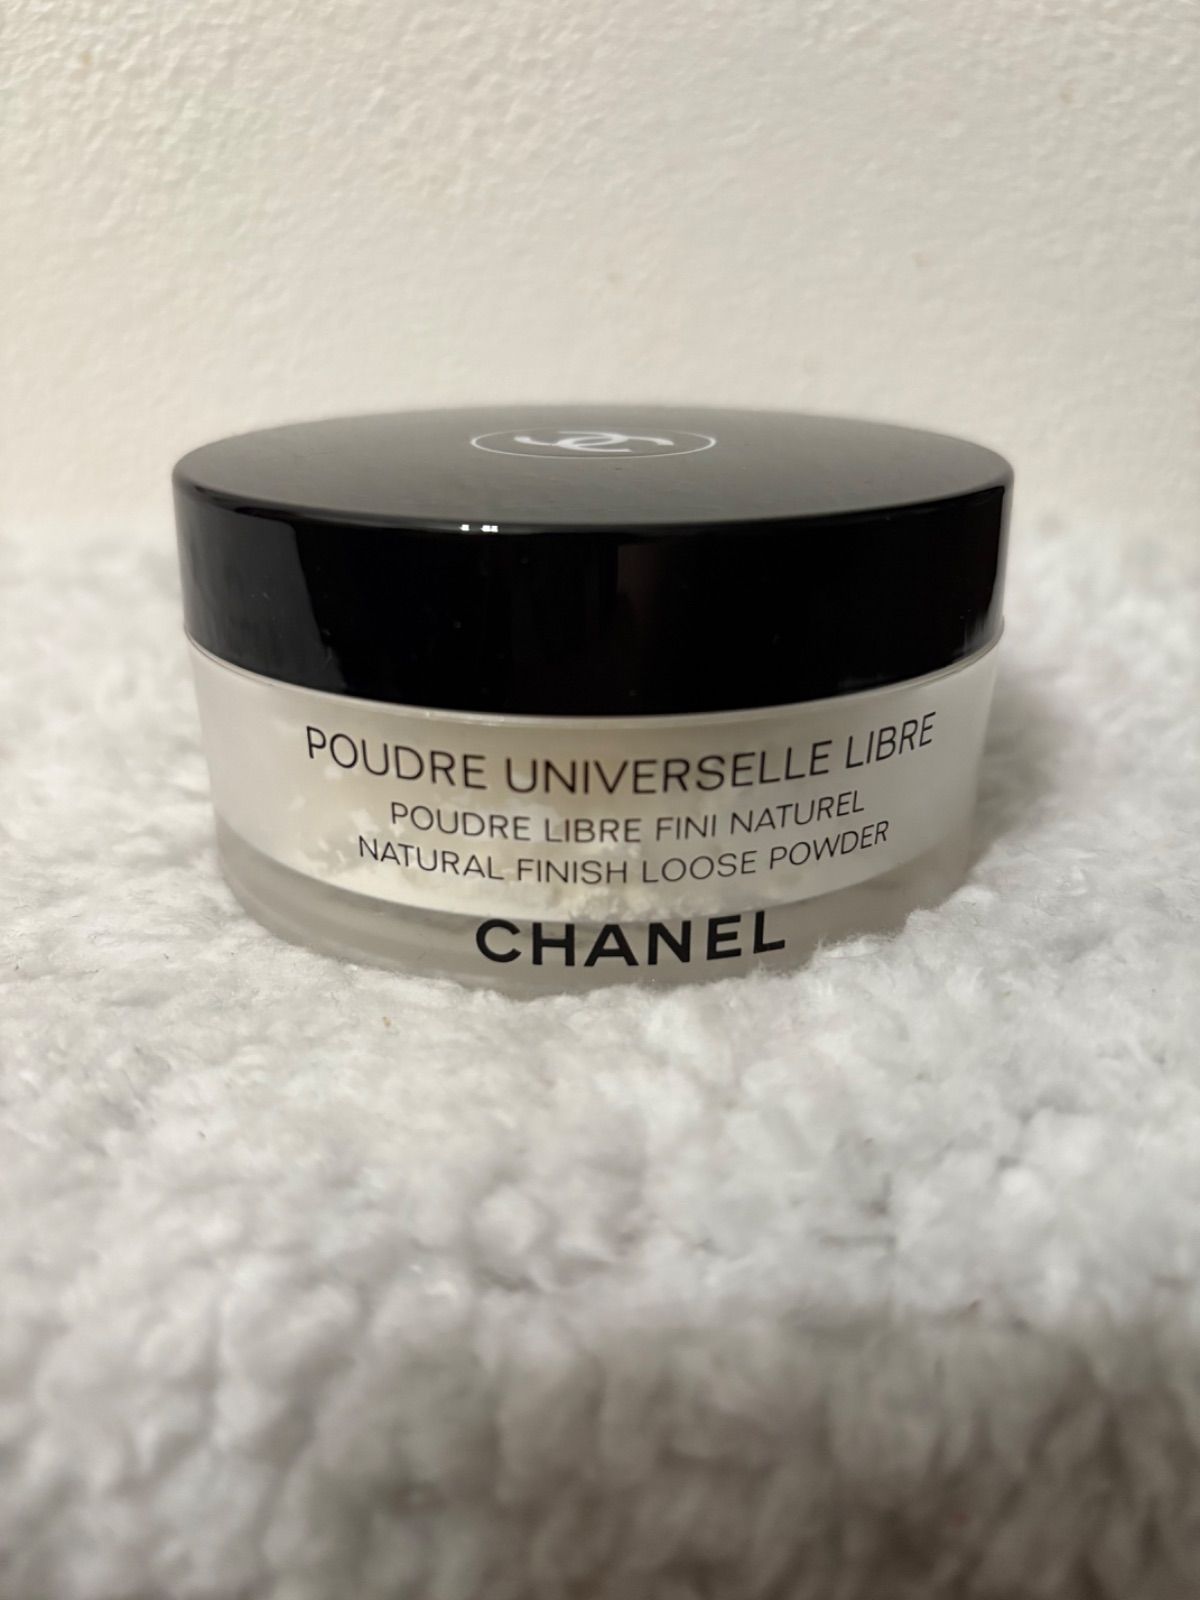 POUDRE UNIVERSELLE LIBRE
POUDRE LIBRE FINI NATUREL
NATURAL FINISH LOOSE POWDER
CHANEL